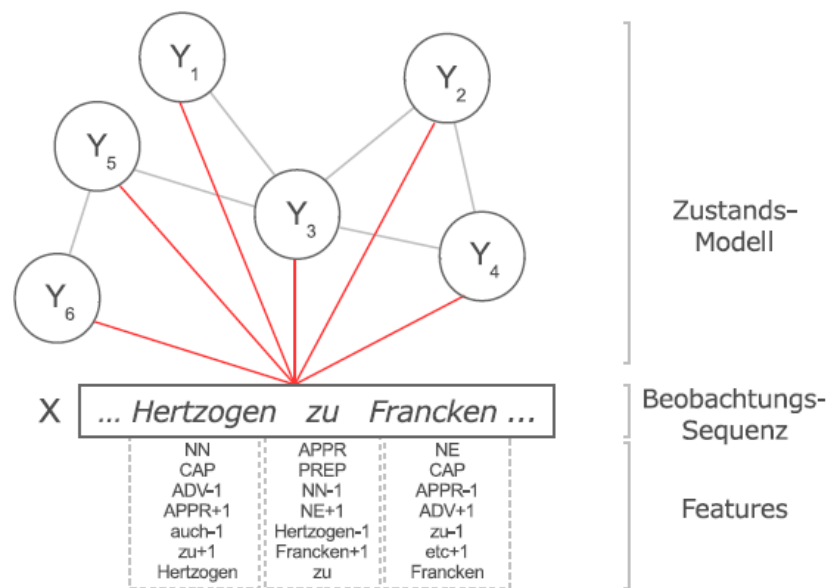 Y1
Y2
Y5
Y3
Y4
Y6
Zustands-
Modell
X ... Hertzogen zu Francken ...
Beobachtungs-
Sequenz
NN APPR NE
CAP PREP CAP
ADV-1 NN-1 APPR-1
APPR+1 NE+1 ADV+1
auch-1 Hertzogen-1 zu-1
zu+1 Francken+1 etc+1
Hertzogen zu Francken
Features